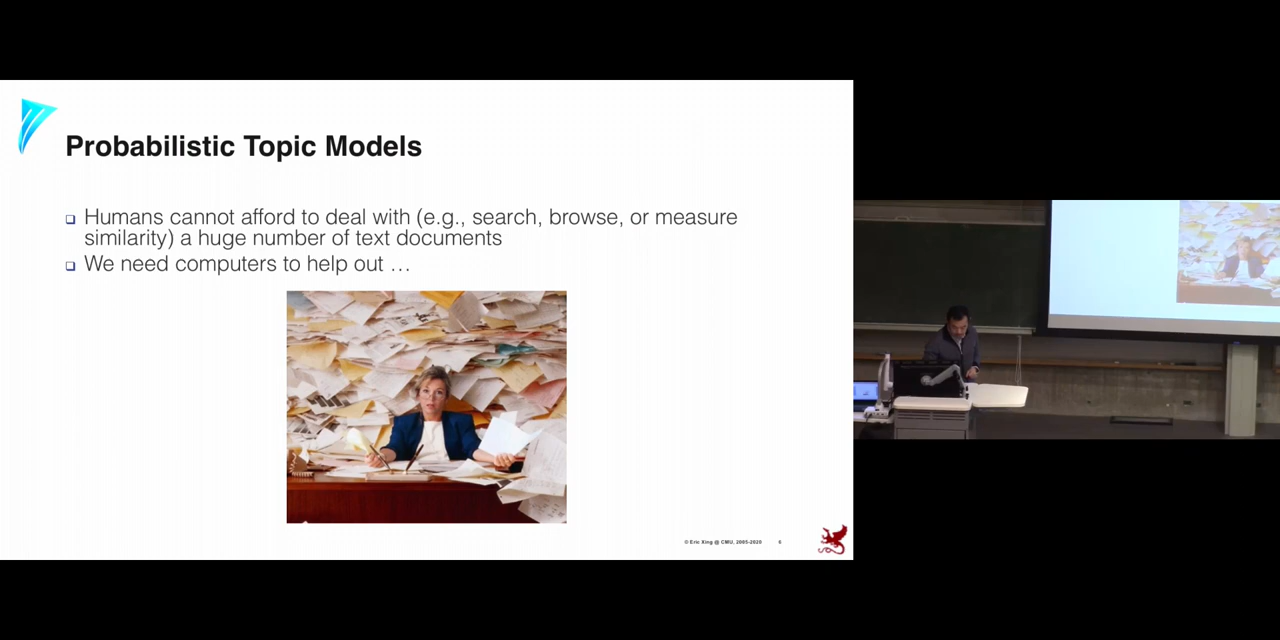 Probabilistic Topic Models
❑ Humans cannot afford to deal with (e.g., search, browse, or measure
similarity) a huge number of text documents
❑ We need computers to help out …
© Eric Xing @ CMU, 2005-2020 6